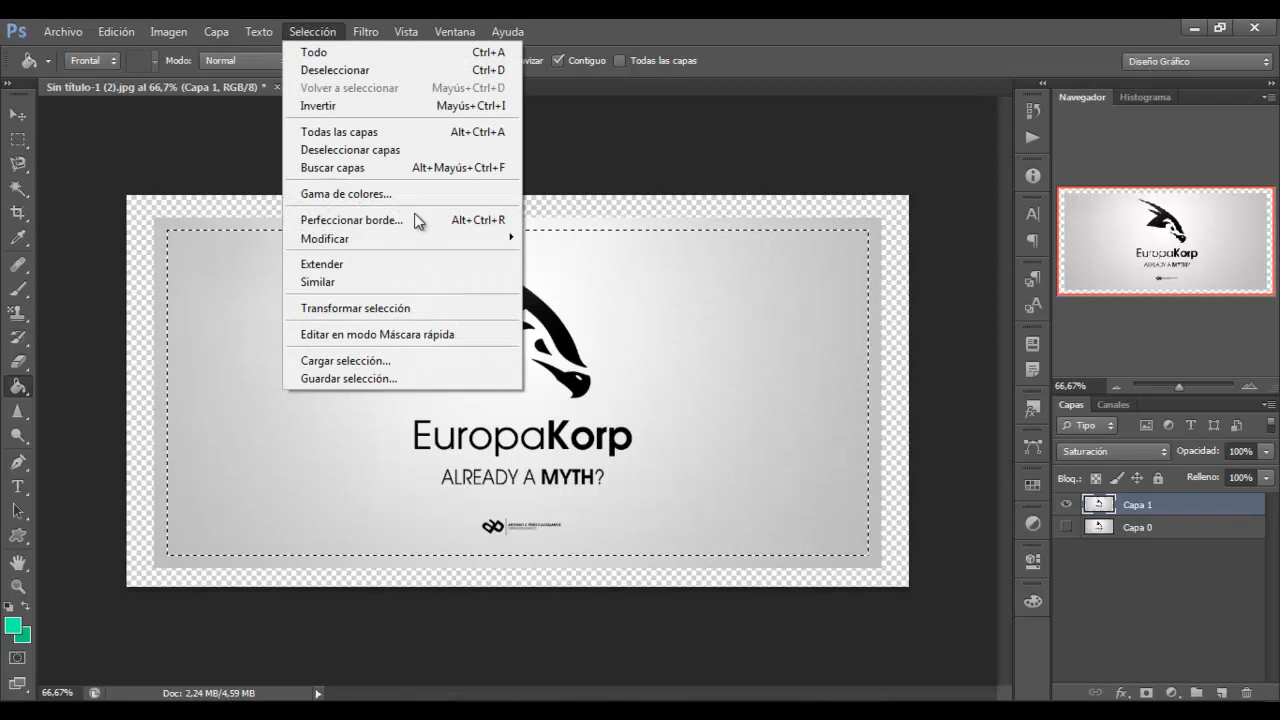 Ps Archivo Edición Imagen Capa Texto Selección Filtro Vista Ventana Ayuda
Frontal Modo: Normal Contiguo Todas las capas Diseño Gráfico
Sin título-1 (2).jpg al 66,7% (Capa 1, RGB/8) * ×
Todo Ctrl+A
Deseleccionar Ctrl+D
Volver a seleccionar Mayús+Ctrl+D
Invertir Mayús+Ctrl+I
Todas las capas Alt+Ctrl+A
Deseleccionar capas
Buscar capas Alt+Mayús+Ctrl+F
Gama de colores...
Perfeccionar borde... Alt+Ctrl+R
Modificar
Extender
Similar
Transformar selección
Editar en modo Máscara rápida
Cargar selección...
Guardar selección...
EuropaKorp
ALREADY A MYTH?
Navegador Histograma
EuropaKorp
ALREADY A MYTH?
66,67%
Capas Canales
Tipo
Saturación Opacidad: 100%
Bloq.: Relleno: 100%
Capa 1
Capa 0
66,67% Doc: 2,24 MB/4,59 MB